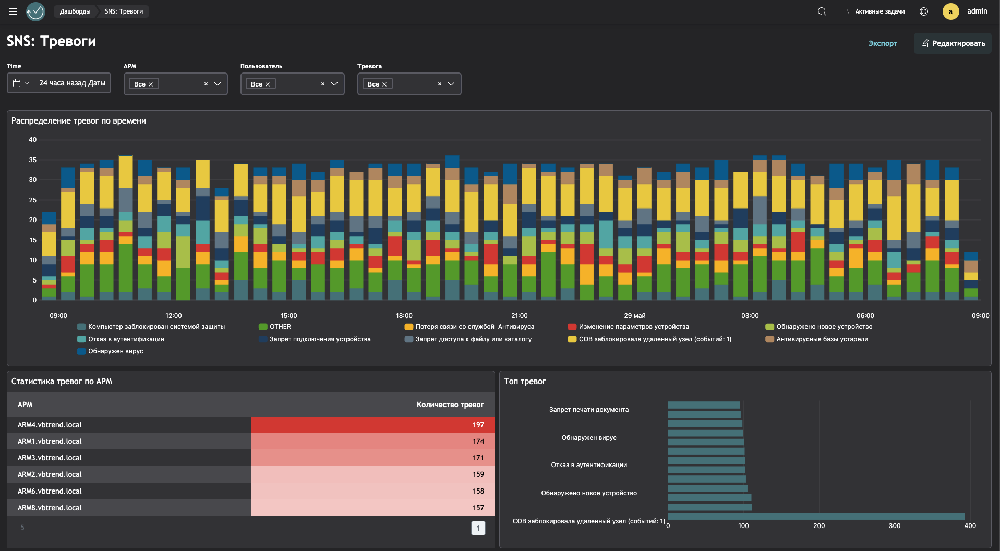 Дашборды
SNS: Тревоги
Активные задачи
a
admin
SNS: Тревоги
Экспорт
Редактировать
Time
АРМ
Пользователь
Тревога
24 часа назад Даты
Все ×
Все ×
Все ×
Распределение тревог по времени
40
35
30
25
20
15
10
5
0
09:00
12:00
15:00
18:00
21:00
29 май
03:00
06:00
09:00
Компьютер заблокирован системой защиты
OTHER
Потеря связи со службой Антивируса
Изменение параметров устройства
Обнаружено новое устройство
Отказ в аутентификации
Запрет подключения устройства
Запрет доступа к файлу или каталогу
СОВ заблокировала удаленный узел (событий: 1)
Антивирусные базы устарели
Обнаружен вирус
Статистика тревог по АРМ
АРМ Количество тревог
ARM4.vbtrend.local 197
ARM1.vbtrend.local 174
ARM3.vbtrend.local 171
ARM2.vbtrend.local 159
ARM6.vbtrend.local 158
ARM8.vbtrend.local 157
5
1
Топ тревог
Запрет печати документа
Обнаружен вирус
Отказ в аутентификации
Обнаружено новое устройство
СОВ заблокировала удаленный узел (событий: 1)
0
100
200
300
400